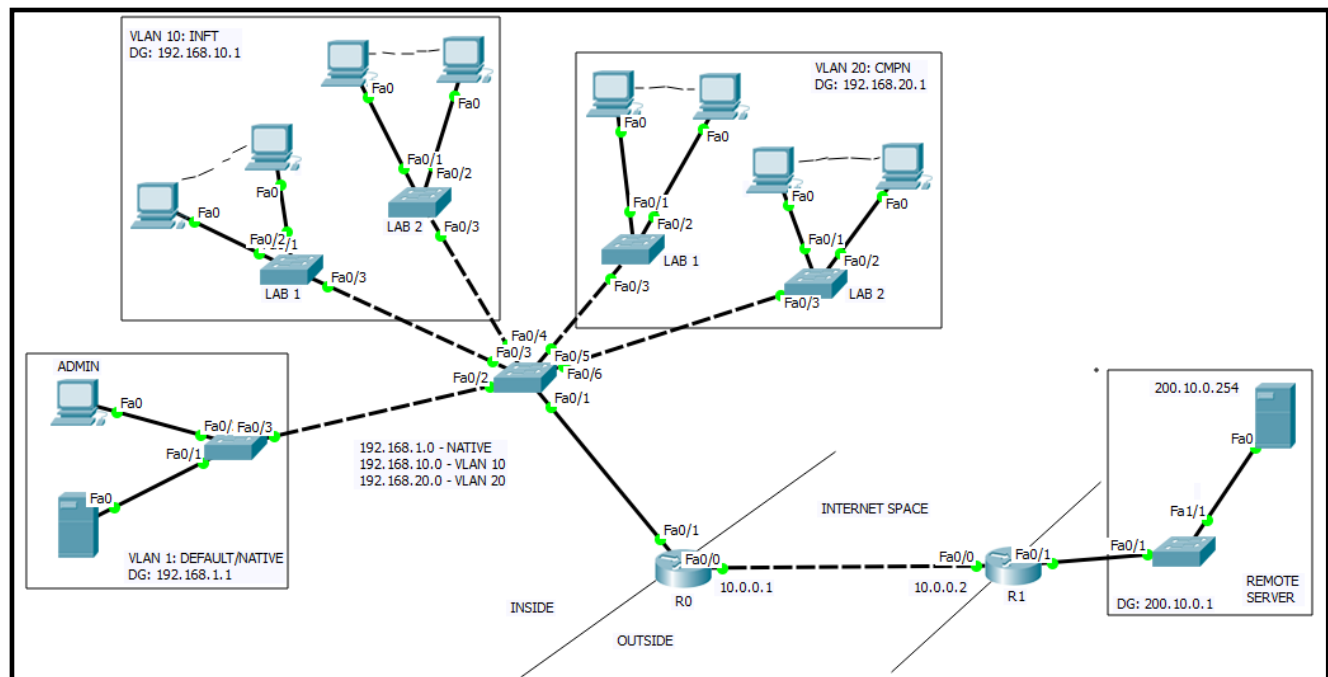 VLAN 10: INFT
DG: 192.168.10.1
Fa0
Fa0
Fa0/1
Fa0/2
LAB 2
Fa0/3
Fa0
Fa0
Fa0/2
Fa0/3
LAB 1
VLAN 20: CMPN
DG: 192.168.20.1
Fa0
Fa0
Fa0/1
Fa0/2
LAB 1
Fa0/3
Fa0
Fa0
Fa0/1
Fa0/2
LAB 2
Fa0/3
Fa0/4
Fa0/3
Fa0/5
Fa0/6
Fa0/2
Fa0/1
ADMIN
Fa0
Fa0/3
Fa0/1
Fa0
VLAN 1: DEFAULT/NATIVE
DG: 192.168.1.1
192.168.1.0 - NATIVE
192.168.10.0 - VLAN 10
192.168.20.0 - VLAN 20
INTERNET SPACE
Fa0/1
Fa0/0
10.0.0.1
R0
INSIDE
OUTSIDE
Fa0/0
Fa0/1
10.0.0.2
R1
200.10.0.254
Fa0
Fa1/1
Fa0/1
REMOTE
SERVER
DG: 200.10.0.1